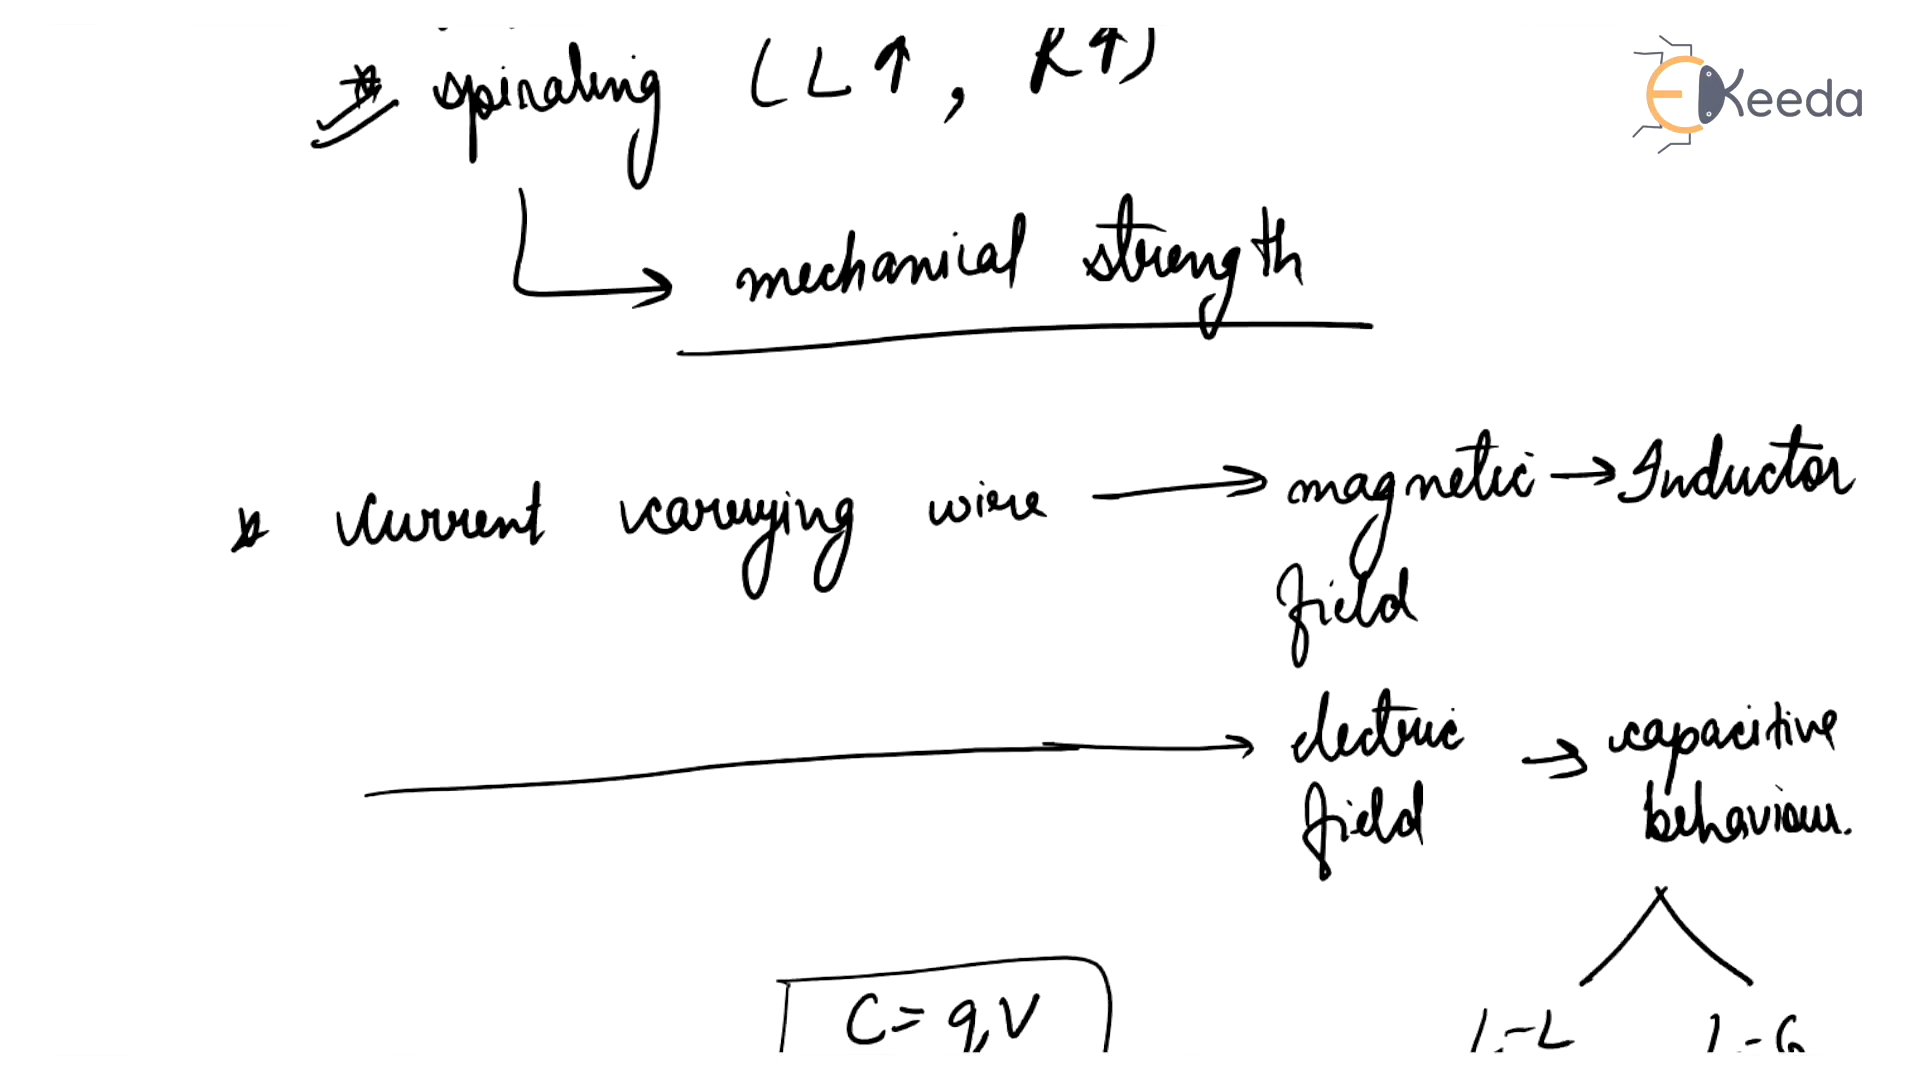 * spiraling (L↑, R↑)
Ekeeda
→ mechanical strength
* Current carrying wire → magnetic → Inductor
field
→ electric → capacitive
field behaviour.
C= q,V
L-L L-G